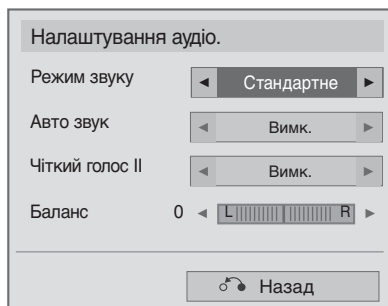 Налаштування аудіо.
Режим звуку ◄ Стандартне ►
Авто звук ◄ Вимк. ►
Чіткий голос II ◄ Вимк. ►
Баланс 0 ◄ L R ►
Назад